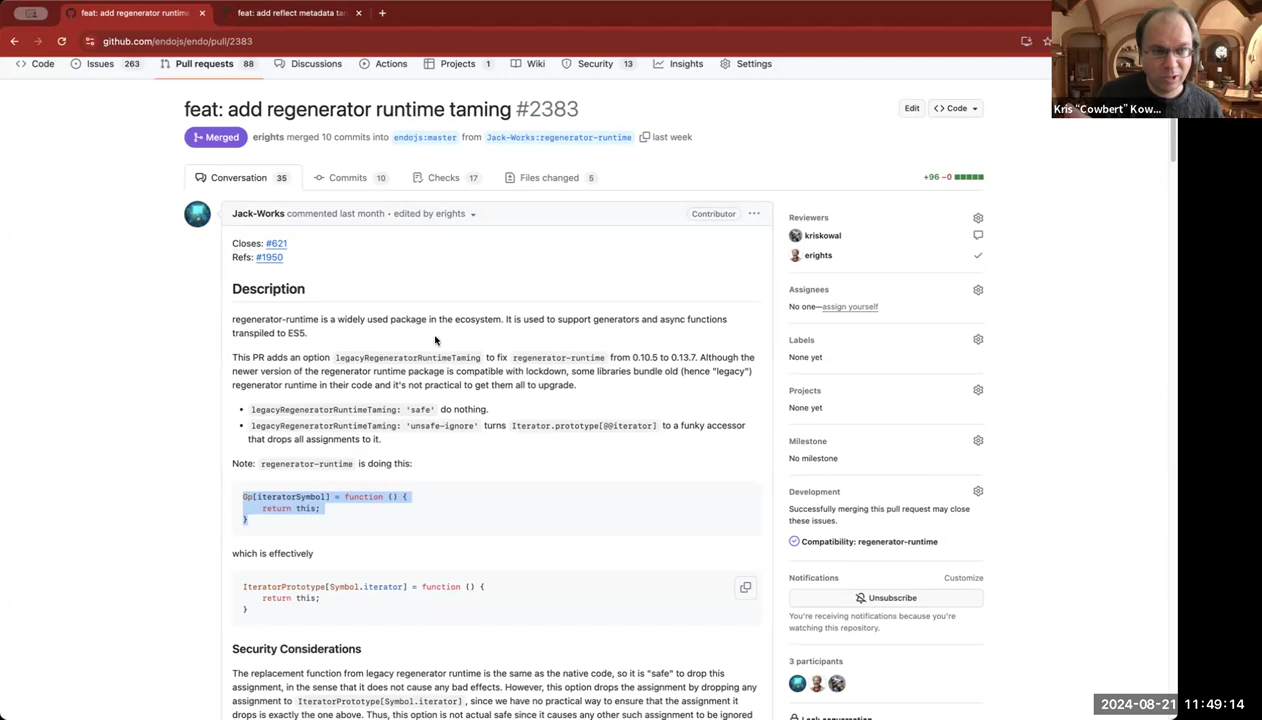 feat: add regenerator runtime
feat: add reflect metadata tar
github.com/endojs/endo/pull/2383
Code
Issues 263
Pull requests 88
Discussions
Actions
Projects 1
Wiki
Security 13
Insights
Settings
Kris "Cowbert" Kow...
feat: add regenerator runtime taming #2383
Edit
Code
Merged
erights merged 10 commits into endojs:master from Jack-Works:regenerator-runtime last week
Conversation 35
Commits 10
Checks 17
Files changed 5
+96 −0
Jack-Works commented last month • edited by erights
Contributor
Closes: #621
Refs: #1950
Description
regenerator-runtime is a widely used package in the ecosystem. It is used to support generators and async functions
transpiled to ES5.
This PR adds an option legacyRegeneratorRuntimeTaming to fix regenerator-runtime from 0.10.5 to 0.13.7. Although the
newer version of the regenerator runtime package is compatible with lockdown, some libraries bundle old (hence "legacy")
regenerator runtime in their code and it's not practical to get them all to upgrade.
• legacyRegeneratorRuntimeTaming: 'safe' do nothing.
• legacyRegeneratorRuntimeTaming: 'unsafe-ignore' turns Iterator.prototype[@@iterator] to a funky accessor
that drops all assignments to it.
Note: regenerator-runtime is doing this:
Gp[iteratorSymbol] = function () {
return this;
}
which is effectively
IteratorPrototype[Symbol.iterator] = function () {
return this;
}
Security Considerations
The replacement function from legacy regenerator runtime is the same as the native code, so it is "safe" to drop this
assignment, in the sense that it does not cause any bad effects. However, this option drops the assignment by dropping any
assignment to IteratorPrototype[Symbol.iterator], since we have no practical way to ensure that the assignment it
drops is exactly the one above. Thus, this option is not actual safe since it causes any other such assignment to be ignored
Reviewers
kriskowal
erights
Assignees
No one—assign yourself
Labels
None yet
Projects
None yet
Milestone
No milestone
Development
Successfully merging this pull request may close
these issues.
Compatibility: regenerator-runtime
Notifications
Customize
Unsubscribe
You're receiving notifications because you're
watching this repository.
3 participants
Lock conversation
2024-08-21 11:49:14